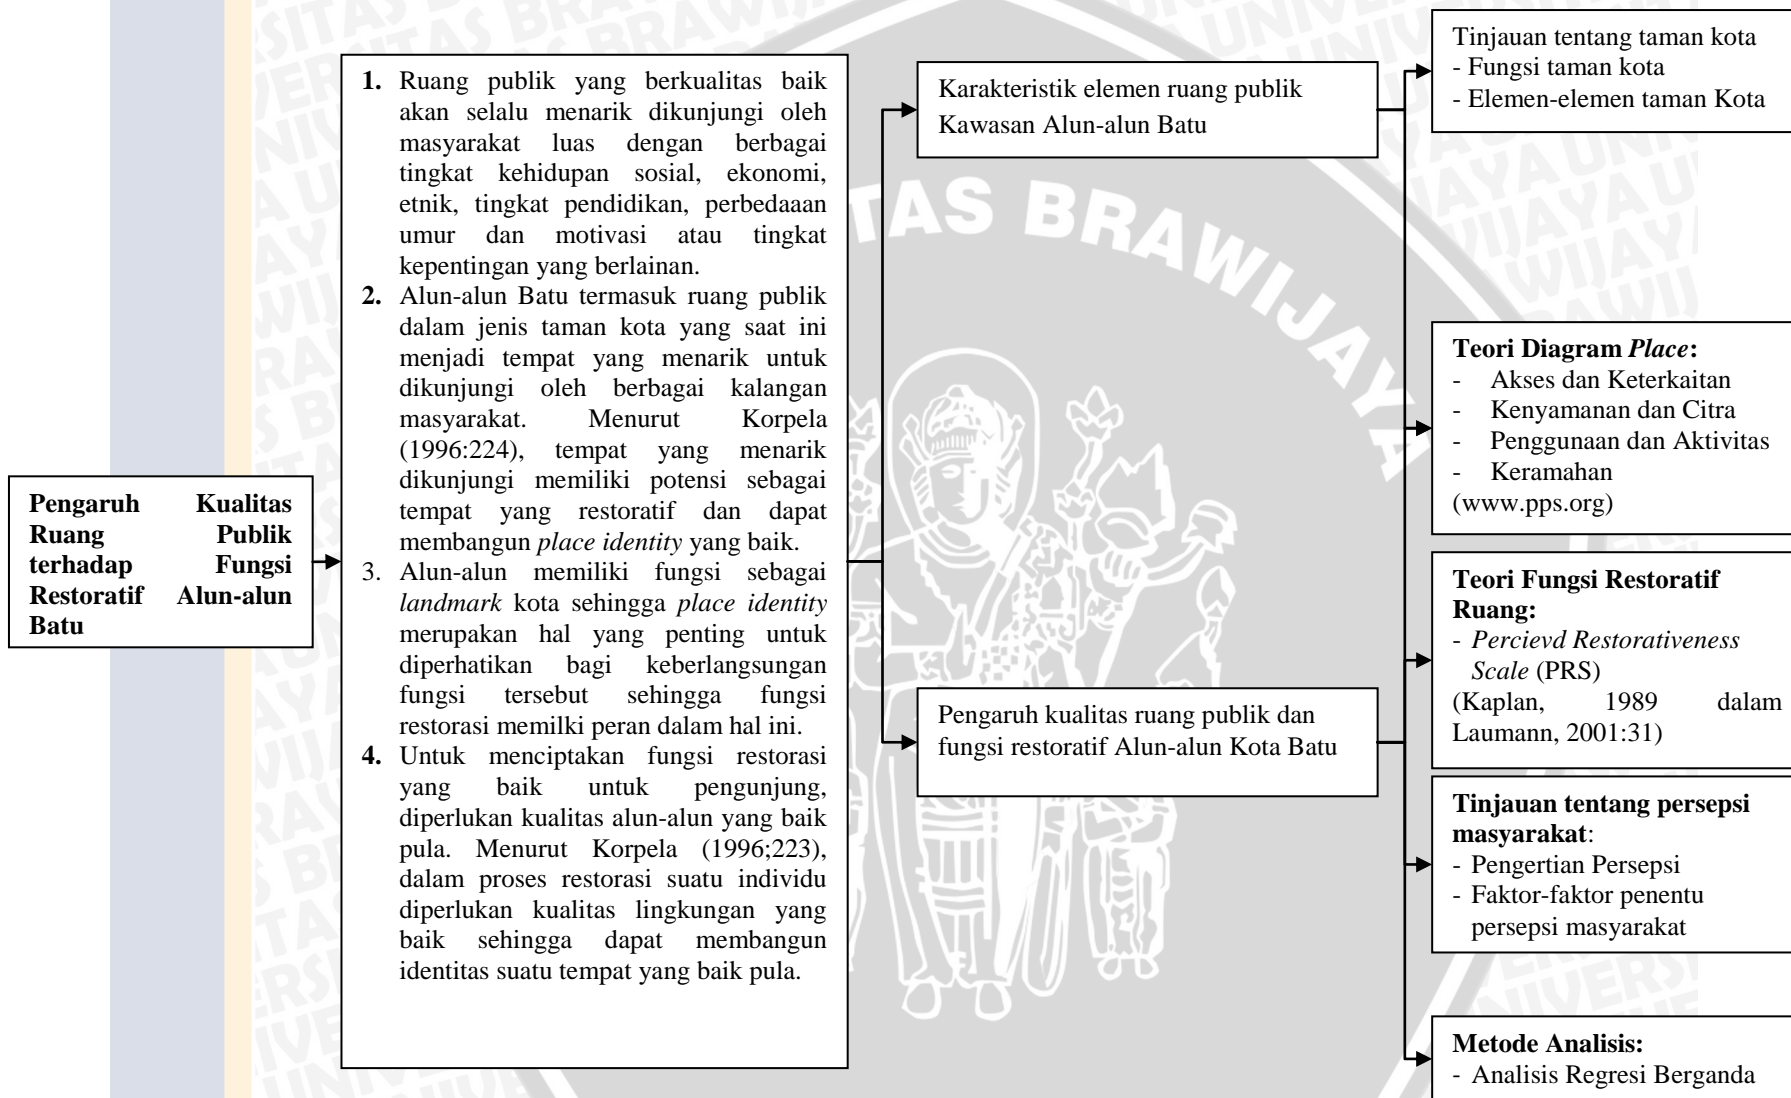 Pengaruh Kualitas
Ruang Publik
terhadap Fungsi
Restoratif Alun-alun
Batu
1. Ruang publik yang berkualitas baik
akan selalu menarik dikunjungi oleh
masyarakat luas dengan berbagai
tingkat kehidupan sosial, ekonomi,
etnik, tingkat pendidikan, perbedaaan
umur dan motivasi atau tingkat
kepentingan yang berlainan.
2. Alun-alun Batu termasuk ruang publik
dalam jenis taman kota yang saat ini
menjadi tempat yang menarik untuk
dikunjungi oleh berbagai kalangan
masyarakat. Menurut Korpela
(1996:224), tempat yang menarik
dikunjungi memiliki potensi sebagai
tempat yang restoratif dan dapat
membangun place identity yang baik.
3. Alun-alun memiliki fungsi sebagai
landmark kota sehingga place identity
merupakan hal yang penting untuk
diperhatikan bagi keberlangsungan
fungsi tersebut sehingga fungsi
restorasi memilki peran dalam hal ini.
4. Untuk menciptakan fungsi restorasi
yang baik untuk pengunjung,
diperlukan kualitas alun-alun yang baik
pula. Menurut Korpela (1996;223),
dalam proses restorasi suatu individu
diperlukan kualitas lingkungan yang
baik sehingga dapat membangun
identitas suatu tempat yang baik pula.
Karakteristik elemen ruang publik
Kawasan Alun-alun Batu
Pengaruh kualitas ruang publik dan
fungsi restoratif Alun-alun Kota Batu
Tinjauan tentang taman kota
- Fungsi taman kota
- Elemen-elemen taman Kota
Teori Diagram Place:
- Akses dan Keterkaitan
- Kenyamanan dan Citra
- Penggunaan dan Aktivitas
- Keramahan
(www.pps.org)
Teori Fungsi Restoratif
Ruang:
- Percievd Restorativeness
Scale (PRS)
(Kaplan, 1989 dalam
Laumann, 2001:31)
Tinjauan tentang persepsi
masyarakat:
- Pengertian Persepsi
- Faktor-faktor penentu
persepsi masyarakat
Metode Analisis:
- Analisis Regresi Berganda
TAS BRAWIJAYA